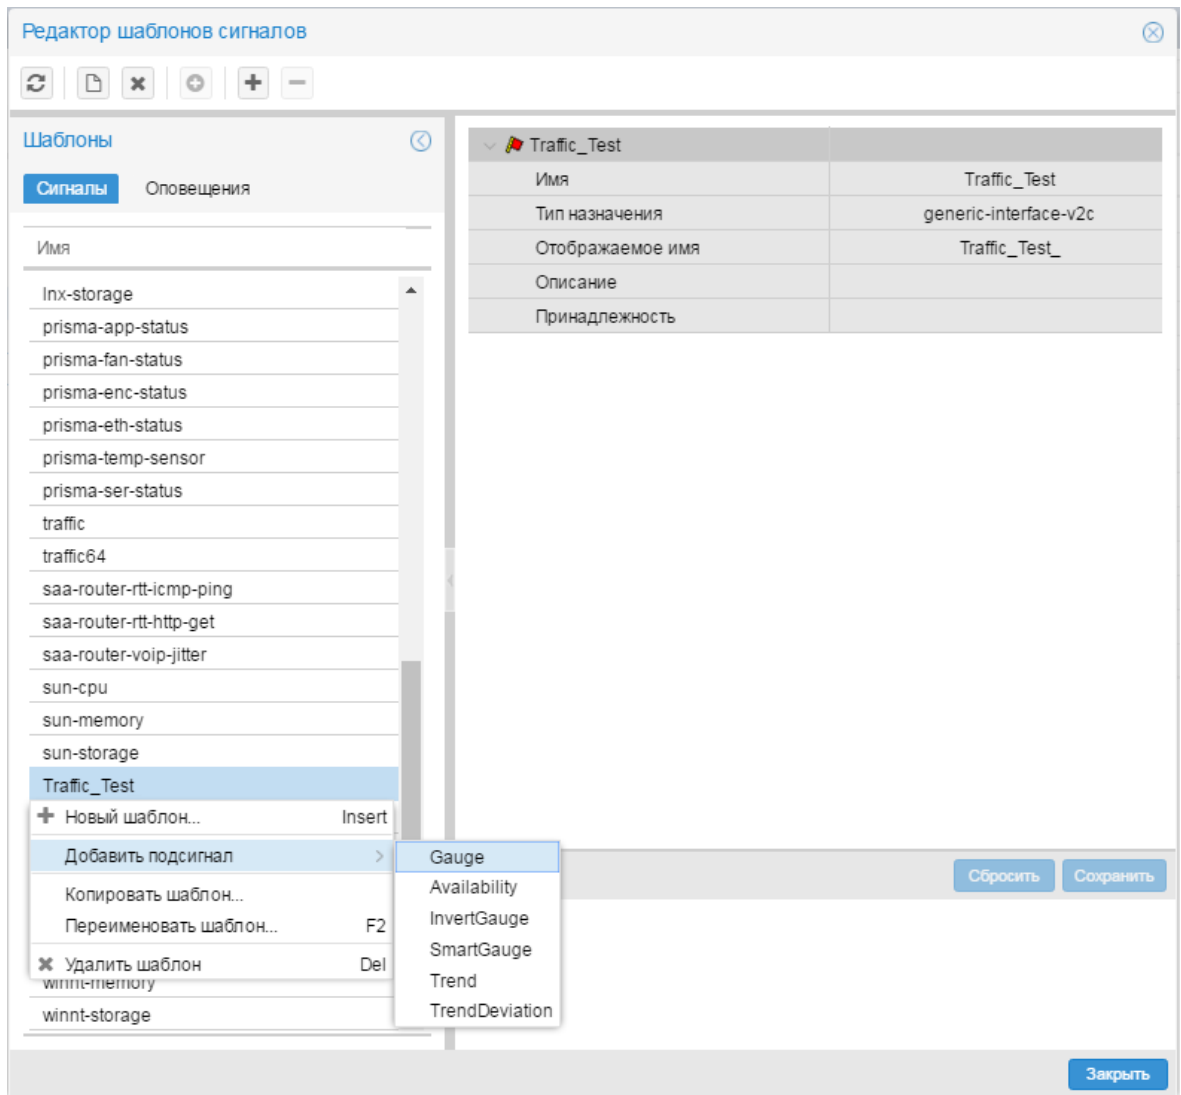 Редактор шаблонов сигналов
Шаблоны
Сигналы Оповещения
Имя
lnx-storage
prisma-app-status
prisma-fan-status
prisma-enc-status
prisma-eth-status
prisma-temp-sensor
prisma-ser-status
traffic
traffic64
saa-router-rtt-icmp-ping
saa-router-rtt-http-get
saa-router-voip-jitter
sun-cpu
sun-memory
sun-storage
Traffic_Test
Новый шаблон... Insert
Добавить подсигнал
Копировать шаблон...
Переименовать шаблон... F2
Удалить шаблон Del
winnt-memory
winnt-storage
Gauge
Availability
InvertGauge
SmartGauge
Trend
TrendDeviation
Traffic_Test
Имя Traffic_Test
Тип назначения generic-interface-v2c
Отображаемое имя Traffic_Test_
Описание
Принадлежность
Сбросить Сохранить
Закрыть